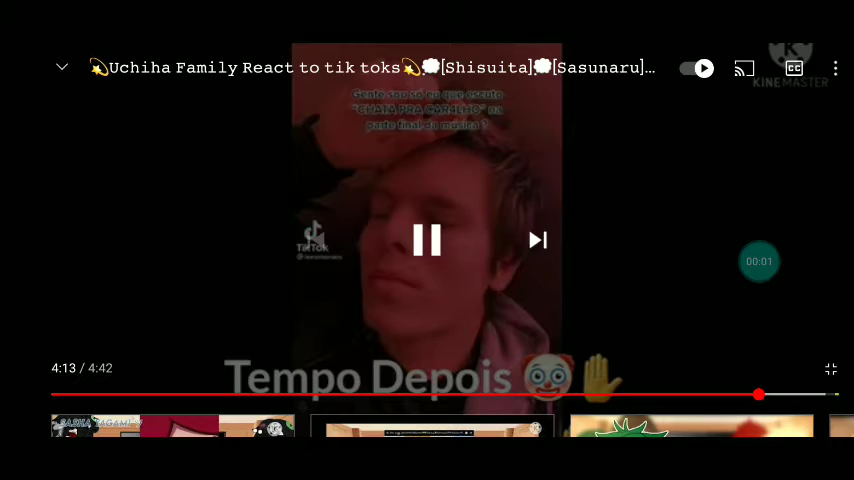 💫Uchiha Family React to tik toks💫💭[Shisuita]💭[Sasunaru]...
KINEMASTER
Gente sou só eu que escuto
"CHATA PRA CAR4LHO" na
parte final da música ?
TikTok
00:01
4:13 / 4:42
Tempo Depois 🤡✋